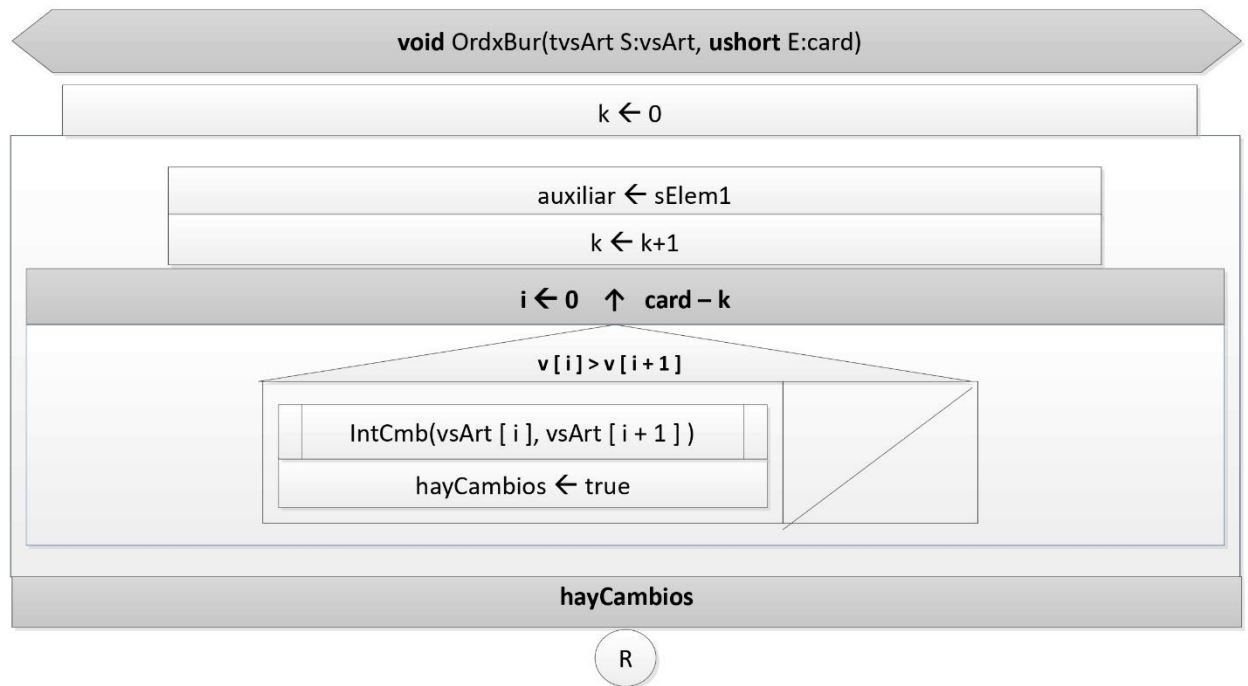 void OrdxBur(tvsArt S:vsArt, ushort E:card)
k ← 0
auxiliar ← sElem1
k ← k+1
i ← 0 ↑ card – k
v [ i ] > v [ i + 1 ]
IntCmb(vsArt [ i ], vsArt [ i + 1 ] )
hayCambios ← true
hayCambios
R